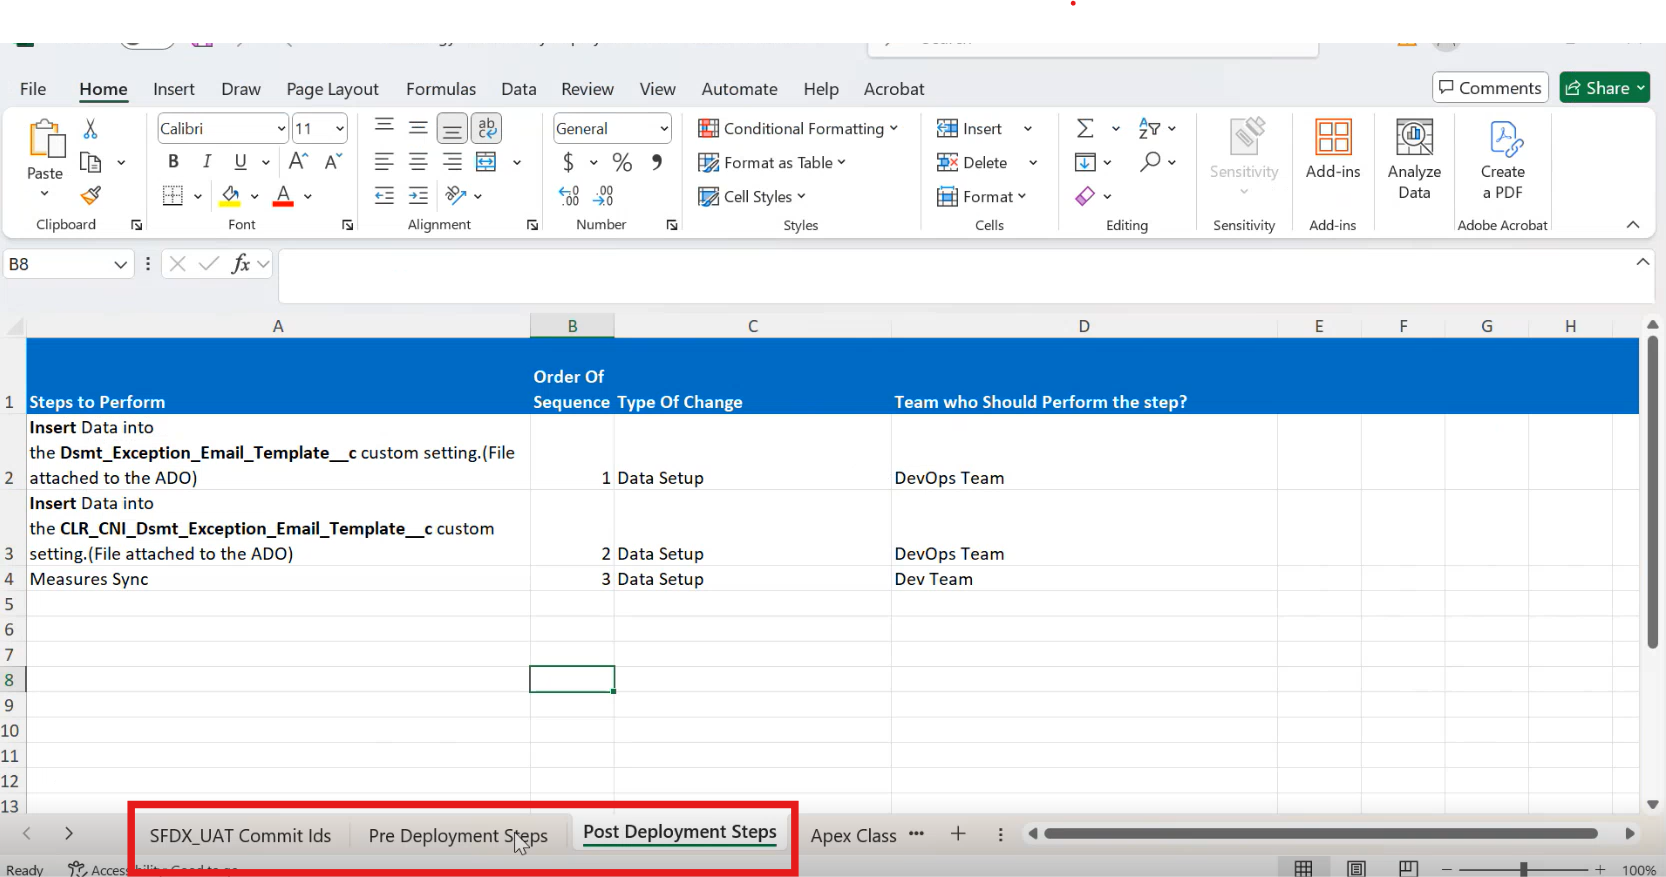 File Home Insert Draw Page Layout Formulas Data Review View Automate Help Acrobat Comments Share
Calibri 11 General Conditional Formatting Insert
Paste B I U A A $ % Format as Table Delete Sensitivity Add-ins Analyze Data Create a PDF
A Cell Styles Format
Clipboard Font Alignment Number Styles Cells Editing Sensitivity Add-ins Adobe Acrobat
B8 fx
A B C D E F G H
1 Steps to Perform Order Of Sequence Type Of Change Team who Should Perform the step?
Insert Data into
the Dsmt_Exception_Email_Template__c custom setting.(File
2 attached to the ADO) 1 Data Setup DevOps Team
Insert Data into
the CLR_CNI_Dsmt_Exception_Email_Template__c custom
3 setting.(File attached to the ADO) 2 Data Setup DevOps Team
4 Measures Sync 3 Data Setup Dev Team
5
6
7
8
9
10
11
12
13
SFDX_UAT Commit Ids Pre Deployment Steps Post Deployment Steps Apex Class
Ready 100%